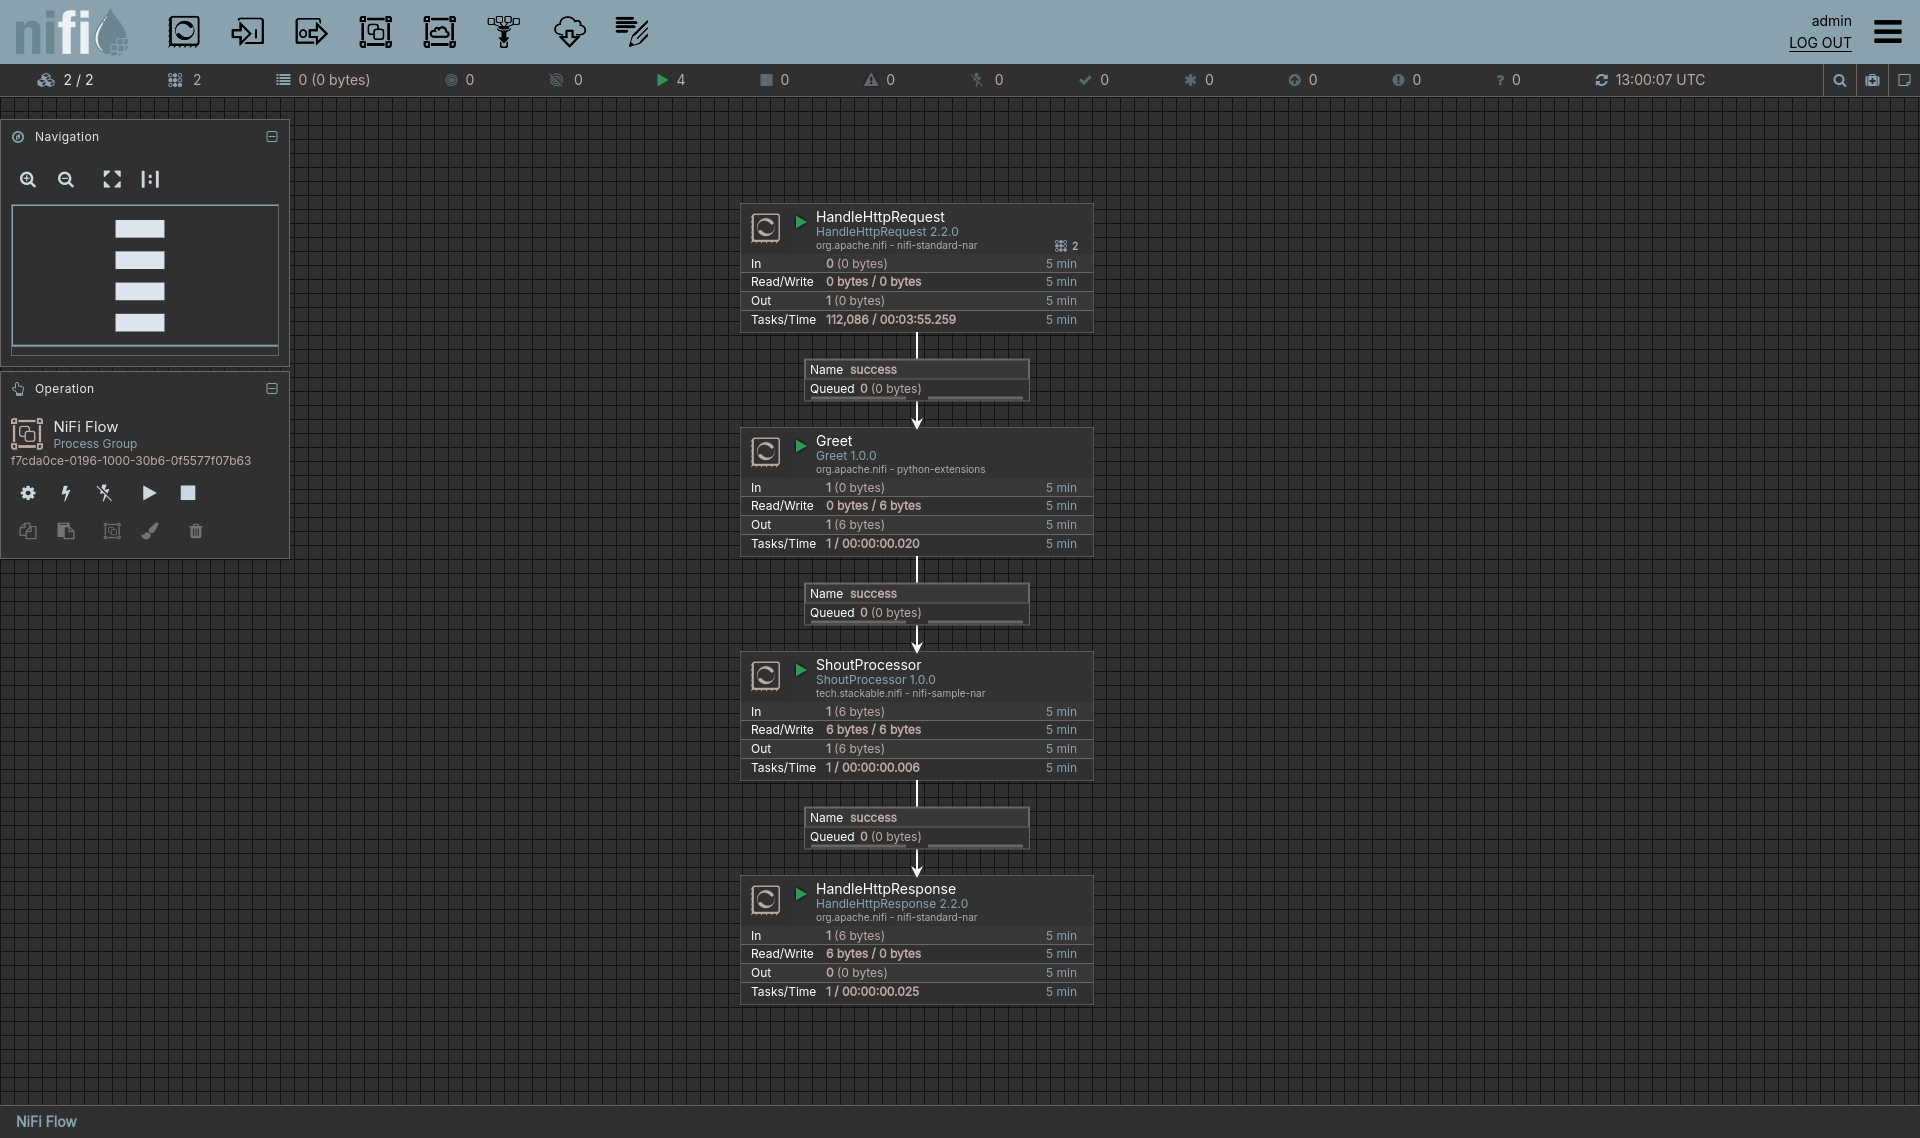 nifi
admin
LOG OUT
2 / 2 2 0 (0 bytes) 0 0 4 0 0 0 0 0 0 0 ? 0 13:00:07 UTC
Navigation
Operation
NiFi Flow
Process Group
f7cda0ce-0196-1000-30b6-0f5577f07b63
HandleHttpRequest
HandleHttpRequest 2.2.0
org.apache.nifi - nifi-standard-nar 2
In 0 (0 bytes) 5 min
Read/Write 0 bytes / 0 bytes 5 min
Out 1 (0 bytes) 5 min
Tasks/Time 112,086 / 00:03:55.259 5 min
Name success
Queued 0 (0 bytes)
Greet
Greet 1.0.0
org.apache.nifi - python-extensions
In 1 (0 bytes) 5 min
Read/Write 0 bytes / 6 bytes 5 min
Out 1 (6 bytes) 5 min
Tasks/Time 1 / 00:00:00.020 5 min
Name success
Queued 0 (0 bytes)
ShoutProcessor
ShoutProcessor 1.0.0
tech.stackable.nifi - nifi-sample-nar
In 1 (6 bytes) 5 min
Read/Write 6 bytes / 6 bytes 5 min
Out 1 (6 bytes) 5 min
Tasks/Time 1 / 00:00:00.006 5 min
Name success
Queued 0 (0 bytes)
HandleHttpResponse
HandleHttpResponse 2.2.0
org.apache.nifi - nifi-standard-nar
In 1 (6 bytes) 5 min
Read/Write 6 bytes / 0 bytes 5 min
Out 0 (0 bytes) 5 min
Tasks/Time 1 / 00:00:00.025 5 min
NiFi Flow